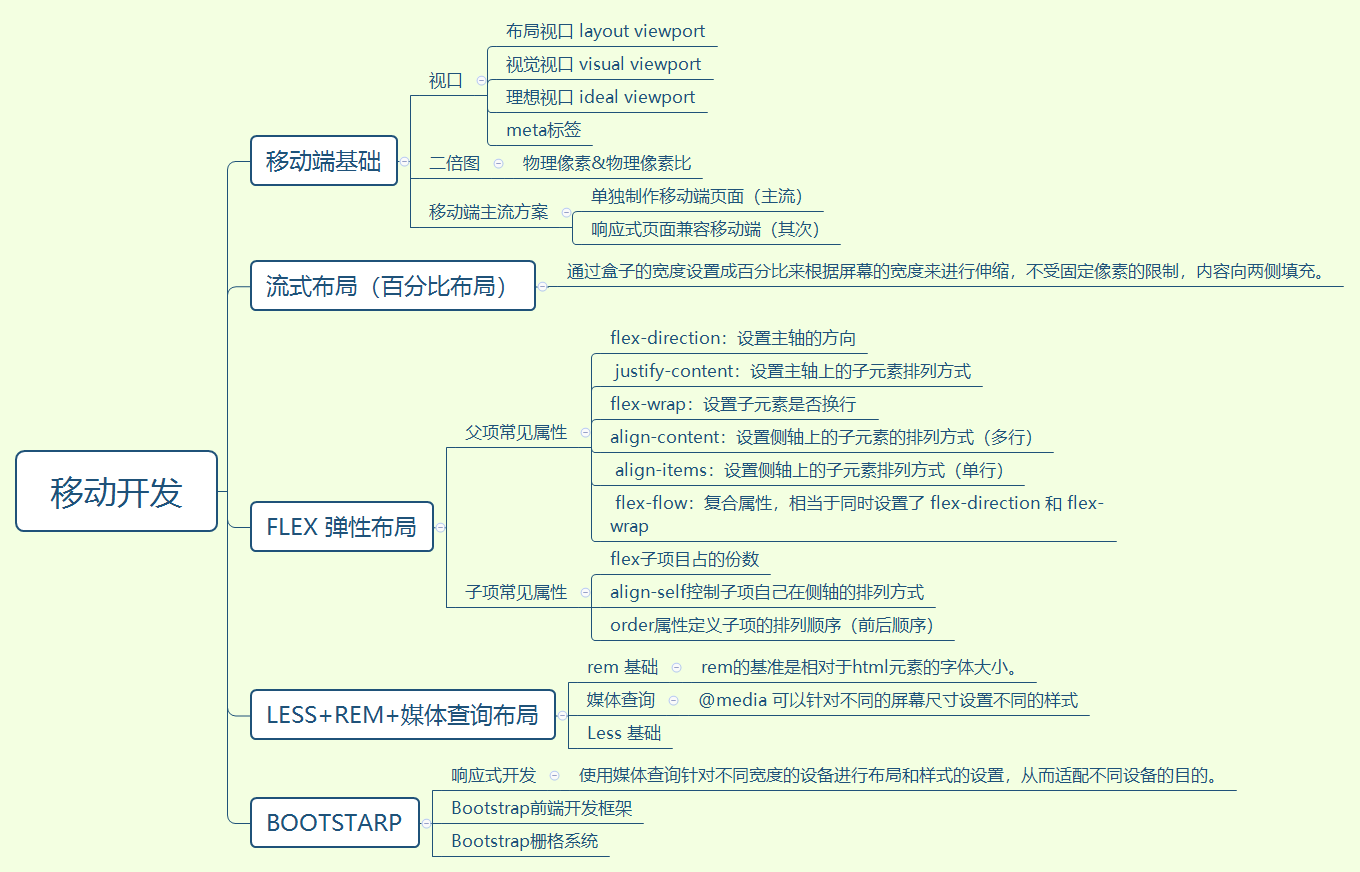 移动开发
移动端基础
视口
布局视口 layout viewport
视觉视口 visual viewport
理想视口 ideal viewport
meta标签
二倍图
物理像素&物理像素比
移动端主流方案
单独制作移动端页面（主流）
响应式页面兼容移动端（其次）
流式布局（百分比布局）
通过盒子的宽度设置成百分比来根据屏幕的宽度来进行伸缩，不受固定像素的限制，内容向两侧填充。
FLEX 弹性布局
父项常见属性
flex-direction：设置主轴的方向
justify-content：设置主轴上的子元素排列方式
flex-wrap：设置子元素是否换行
align-content：设置侧轴上的子元素的排列方式（多行）
align-items：设置侧轴上的子元素排列方式（单行）
flex-flow：复合属性，相当于同时设置了 flex-direction 和 flex-
wrap
子项常见属性
flex子项目占的份数
align-self控制子项自己在侧轴的排列方式
order属性定义子项的排列顺序（前后顺序）
LESS+REM+媒体查询布局
rem 基础
rem的基准是相对于html元素的字体大小。
媒体查询
@media 可以针对不同的屏幕尺寸设置不同的样式
Less 基础
BOOTSTARP
响应式开发
使用媒体查询针对不同宽度的设备进行布局和样式的设置，从而适配不同设备的目的。
Bootstrap前端开发框架
Bootstrap栅格系统